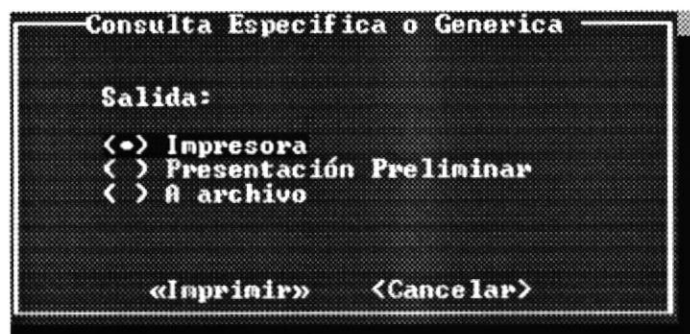 Consulta Especifica o Generica
Salida:
(•) Impresora
( ) Presentación Preliminar
( ) A archivo
«Imprimir» <Cancelar>